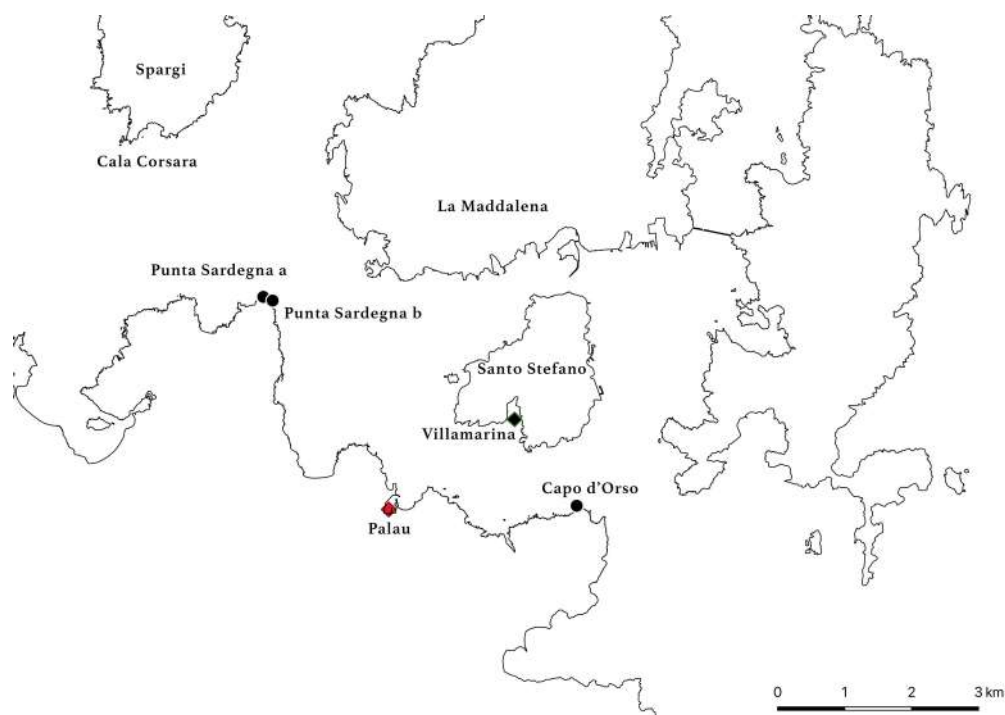 Spargi
Cala Corsara
La Maddalena
Punta Sardegna a
Punta Sardegna b
Santo Stefano
Villamarina
Capo d'Orso
Palau
0 1 2 3 km